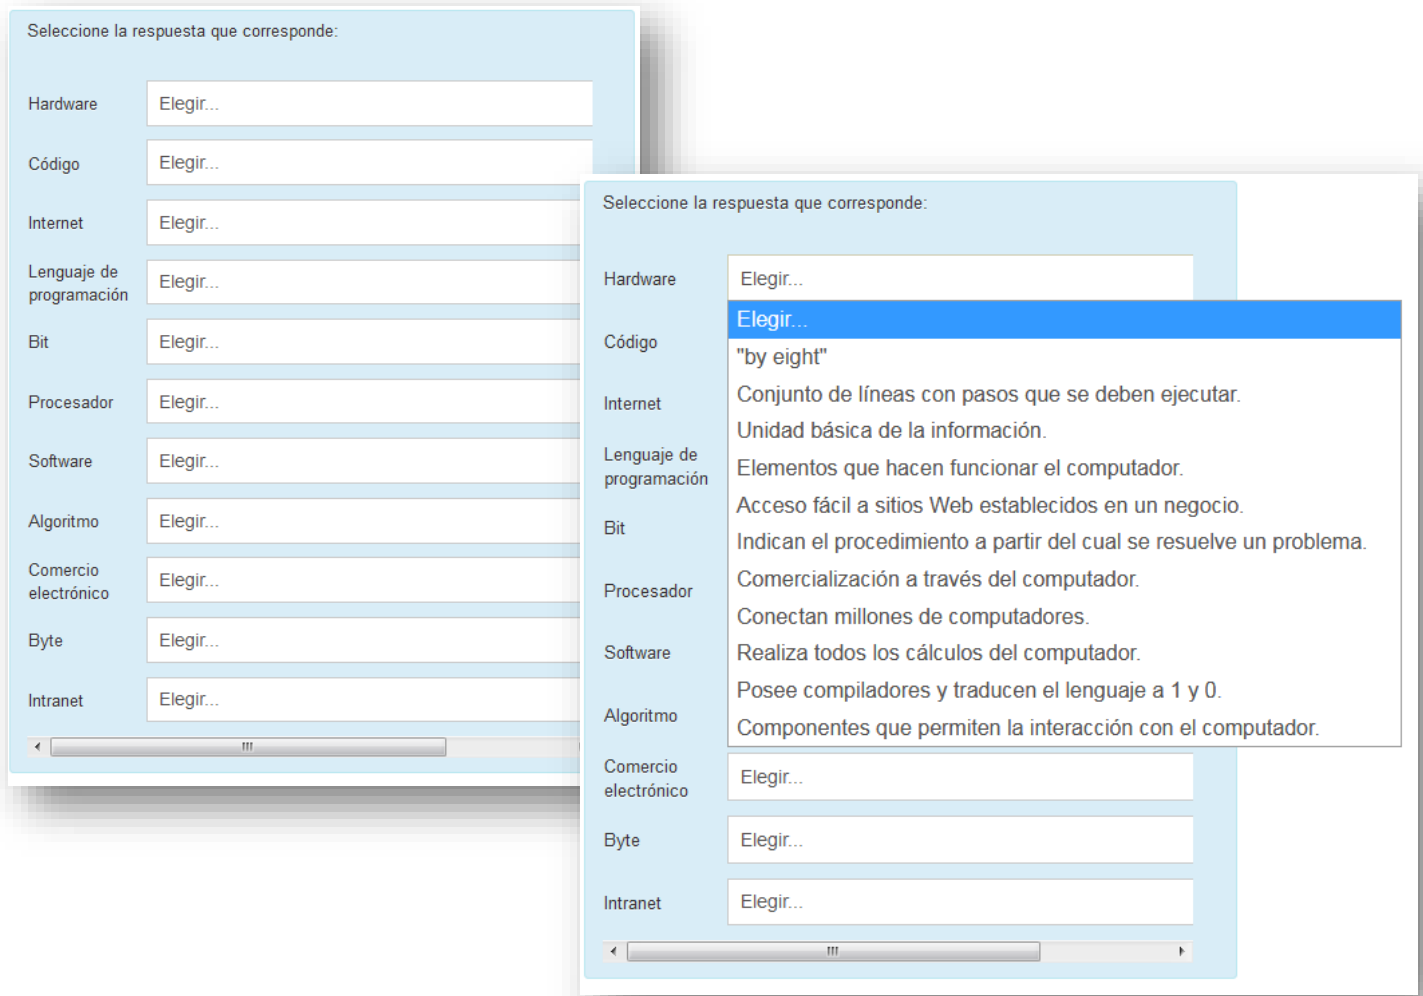 Seleccione la respuesta que corresponde:
Hardware
Elegir...
Código
Elegir...
Internet
Elegir...
Lenguaje de
programación
Elegir...
Bit
Elegir...
Procesador
Elegir...
Software
Elegir...
Algoritmo
Elegir...
Comercio
electrónico
Elegir...
Byte
Elegir...
Intranet
Elegir...
Seleccione la respuesta que corresponde:
Hardware
Elegir...
Código
Internet
Lenguaje de
programación
Bit
Procesador
Software
Algoritmo
Elegir...
"by eight"
Conjunto de líneas con pasos que se deben ejecutar.
Unidad básica de la información.
Elementos que hacen funcionar el computador.
Acceso fácil a sitios Web establecidos en un negocio.
Indican el procedimiento a partir del cual se resuelve un problema.
Comercialización a través del computador.
Conectan millones de computadores.
Realiza todos los cálculos del computador.
Posee compiladores y traducen el lenguaje a 1 y 0.
Componentes que permiten la interacción con el computador.
Comercio
electrónico
Elegir...
Byte
Elegir...
Intranet
Elegir...